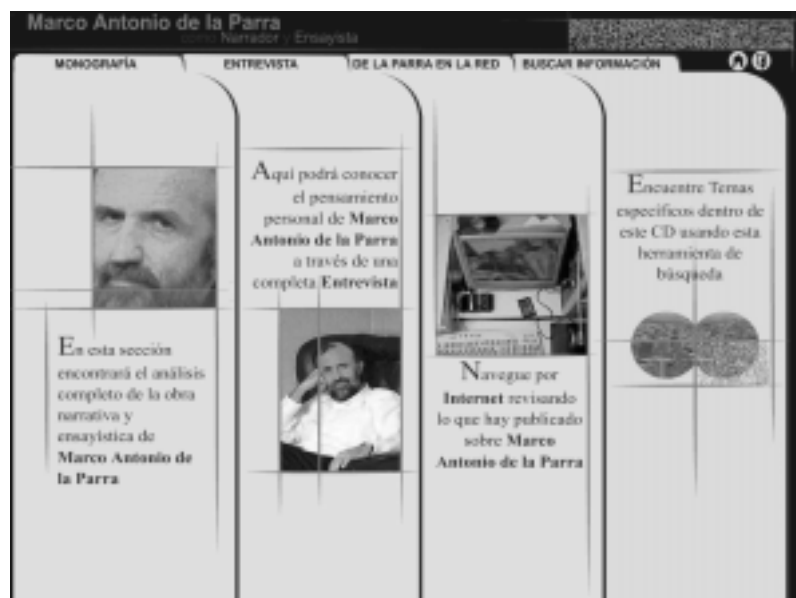 Marco Antonio de la Parra
como Narrador y Ensayista
MONOGRAFÍA
ENTREVISTA
DE LA PARRA EN LA RED
BUSCAR INFORMACIÓN
En esta sección
encontrará el análisis
completo de la obra
narrativa y
ensayística de
Marco Antonio de
la Parra
Aquí podrá conocer
el pensamiento
personal de Marco
Antonio de la Parra
a través de una
completa Entrevista
Navegue por
Internet revisando
lo que hay publicado
sobre Marco
Antonio de la Parra
Encuentre Temas
específicos dentro de
este CD usando esta
herramienta de
búsqueda